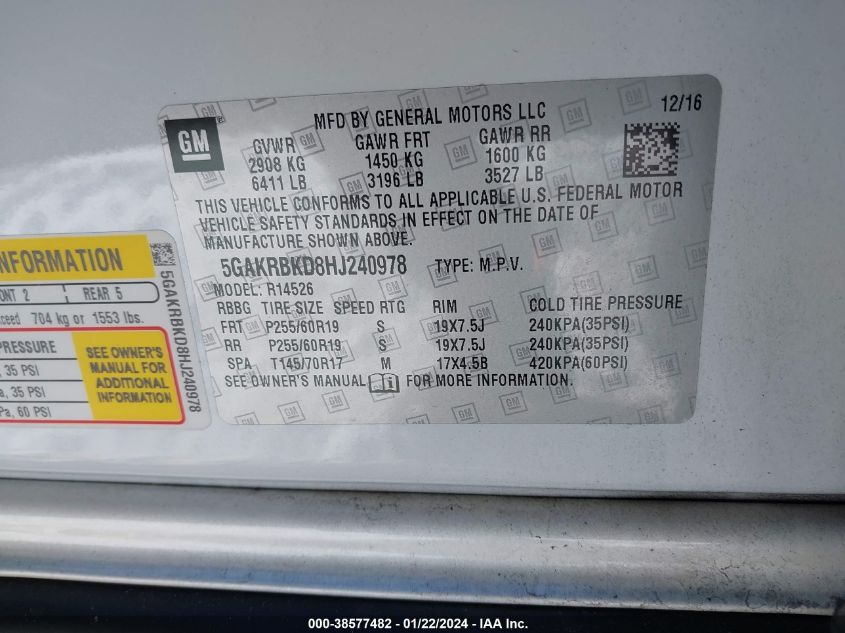 GM
MFD BY GENERAL MOTORS LLC 12/16
GVWR GAWR FRT GAWR RR
2908 KG 1450 KG 1600 KG
6411 LB 3196 LB 3527 LB
THIS VEHICLE CONFORMS TO ALL APPLICABLE U.S. FEDERAL MOTOR
VEHICLE SAFETY STANDARDS IN EFFECT ON THE DATE OF
MANUFACTURE SHOWN ABOVE.
5GAKRBKD8HJ240978 TYPE: M.P.V.
MODEL: R14526
RBBG TIRE SIZE SPEED RTG RIM COLD TIRE PRESSURE
FRT P255/60R19 S 19X7.5J 240KPA(35PSI)
RR P255/60R19 S 19X7.5J 240KPA(35PSI)
SPA T145/70R17 M 17X4.5B 420KPA(60PSI)
SEE OWNER'S MANUAL FOR MORE INFORMATION.
INFORMATION
ONT 2 REAR 5
xceed 704 kg or 1553 lbs.
PRESSURE
, 35 PSI
a, 35 PSI
Pa, 60 PSI
SEE OWNER'S
MANUAL FOR
ADDITIONAL
INFORMATION
5GAKRBKD8HJ240978
000-38577482 - 01/22/2024 - IAA Inc.